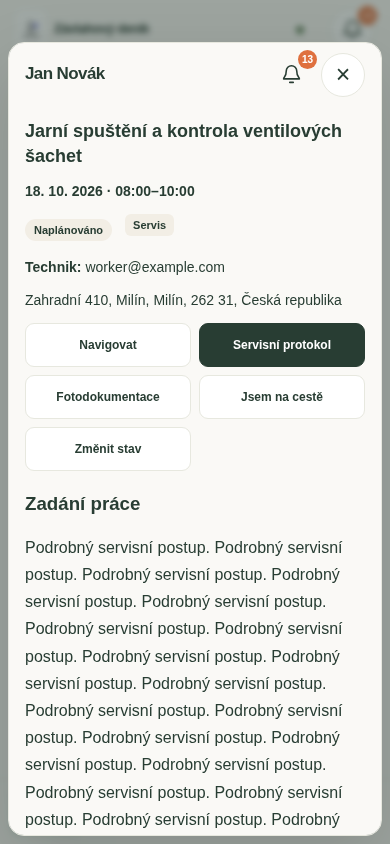 Jan Novák
13
Jarní spuštění a kontrola ventilových
šachet
18. 10. 2026 · 08:00–10:00
Naplánováno
Servis
Technik: worker@example.com
Zahradní 410, Milín, Milín, 262 31, Česká republika
Navigovat
Servisní protokol
Fotodokumentace
Jsem na cestě
Změnit stav
Zadání práce
Podrobný servisní postup. Podrobný servisní
postup. Podrobný servisní postup. Podrobný
servisní postup. Podrobný servisní postup.
Podrobný servisní postup. Podrobný servisní
postup. Podrobný servisní postup. Podrobný
servisní postup. Podrobný servisní postup.
Podrobný servisní postup. Podrobný servisní
postup. Podrobný servisní postup. Podrobný
servisní postup. Podrobný servisní postup.
Podrobný servisní postup. Podrobný servisní
postup. Podrobný servisní postup. Podrobný